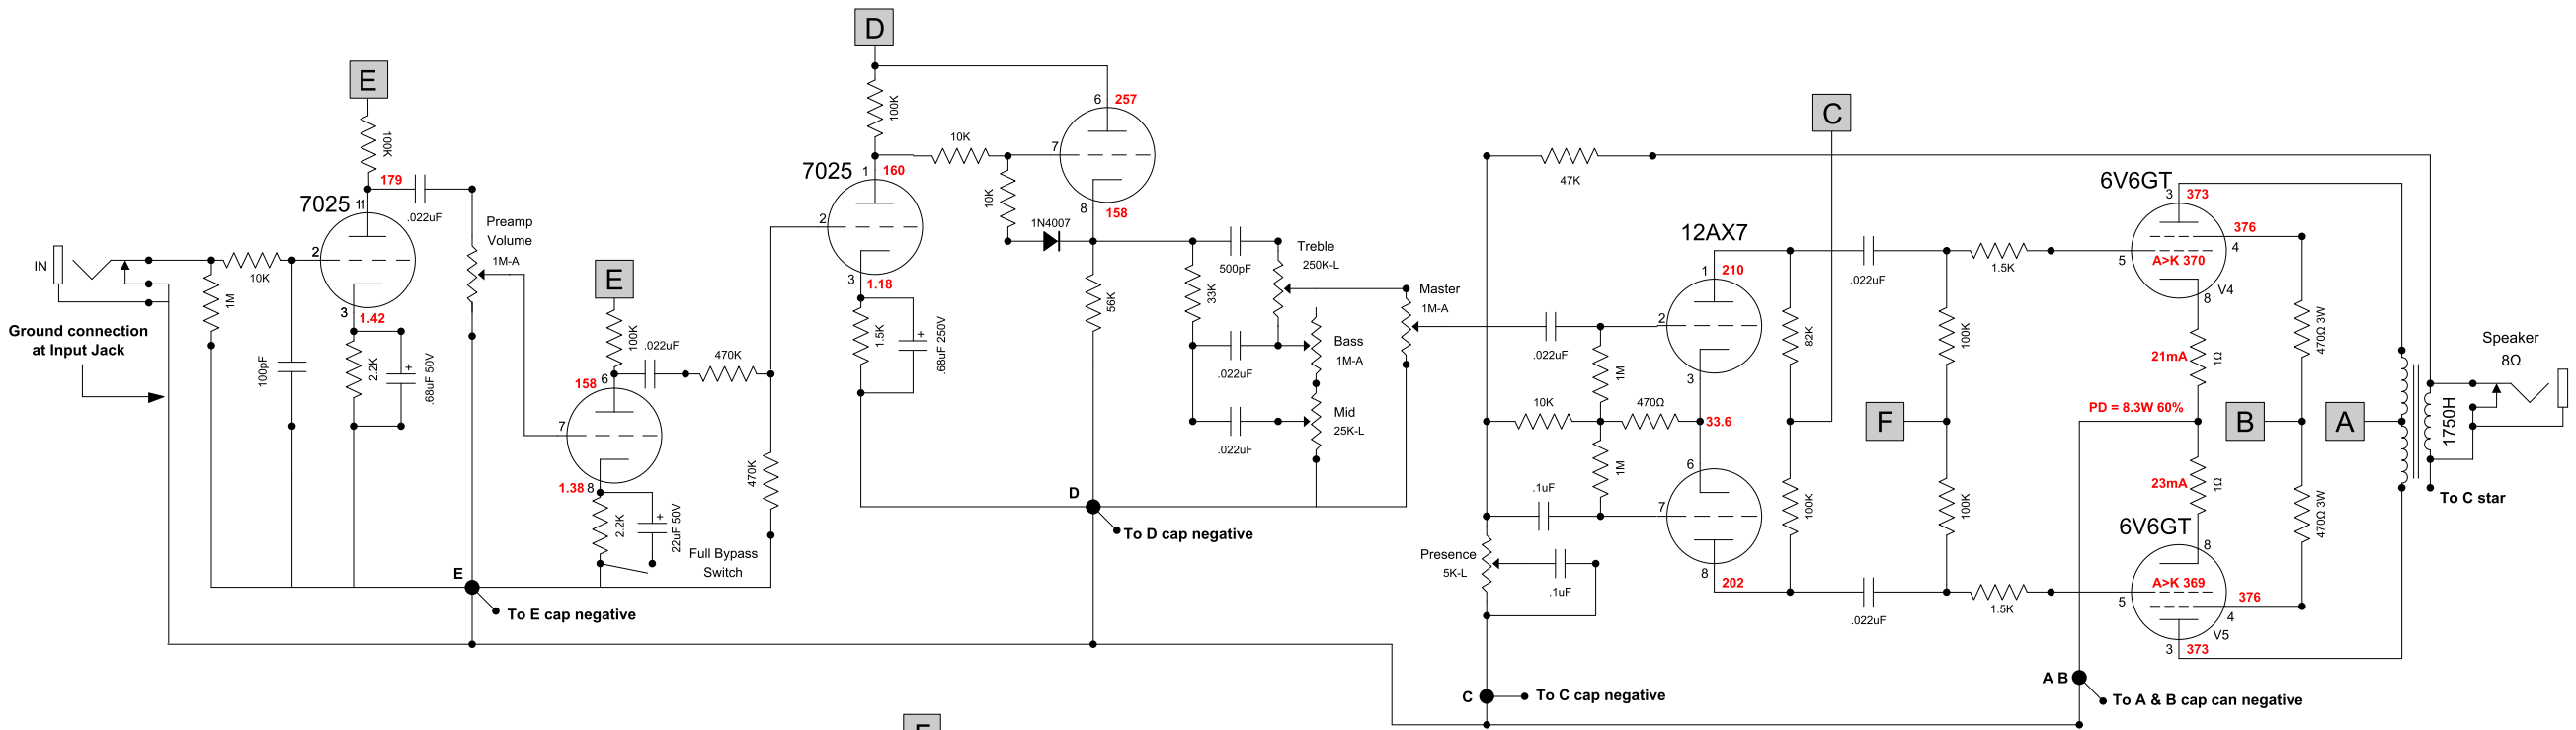 D
E
100K
179
.022uF
7025
11
2
IN
10K
1M
100pF
3
1.42
2.2K
.68uF 50V
Ground connection
at Input Jack
Preamp
Volume
1M-A
E
100K
.022uF
470K
158
6
7
1.38
8
2.2K
22uF 50V
Full Bypass
Switch
470K
E
To E cap negative
100K
7025
1
160
2
3
1.18
1.5K
.68uF 250V
10K
10K
1N4007
6
257
7
8
158
56K
33K
500pF
.022uF
.022uF
Treble
250K-L
Bass
1M-A
Mid
25K-L
Master
1M-A
D
To D cap negative
47K
12AX7
1
210
2
3
.022uF
1M
10K
470Ω
33.6
1M
6
7
8
202
.1uF
Presence
5K-L
.1uF
C
To C cap negative
C
82K
100K
.022uF
.022uF
F
100K
100K
1.5K
1.5K
6V6GT
3
373
376
4
5
A>K 370
8
V4
21mA
1Ω
PD = 8.3W 60%
23mA
1Ω
470Ω 3W
470Ω 3W
B
A
6V6GT
8
A>K 369
376
5
4
V5
3
373
A B
To A & B cap can negative
1750H
Speaker
8Ω
To C star